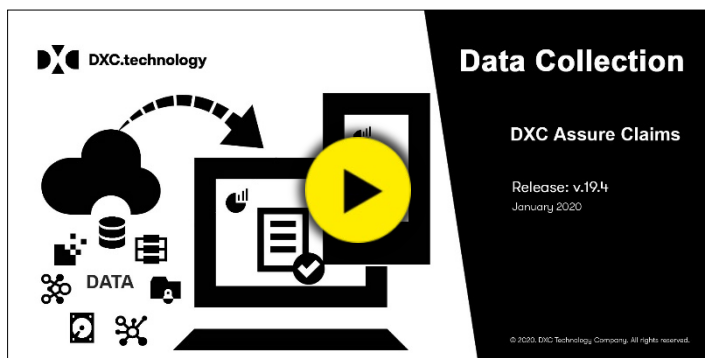 DXC.technology
Data Collection
DXC Assure Claims
Release: v.19.4
January 2020
DATA
© 2020. DXC Technology Company. All rights reserved.